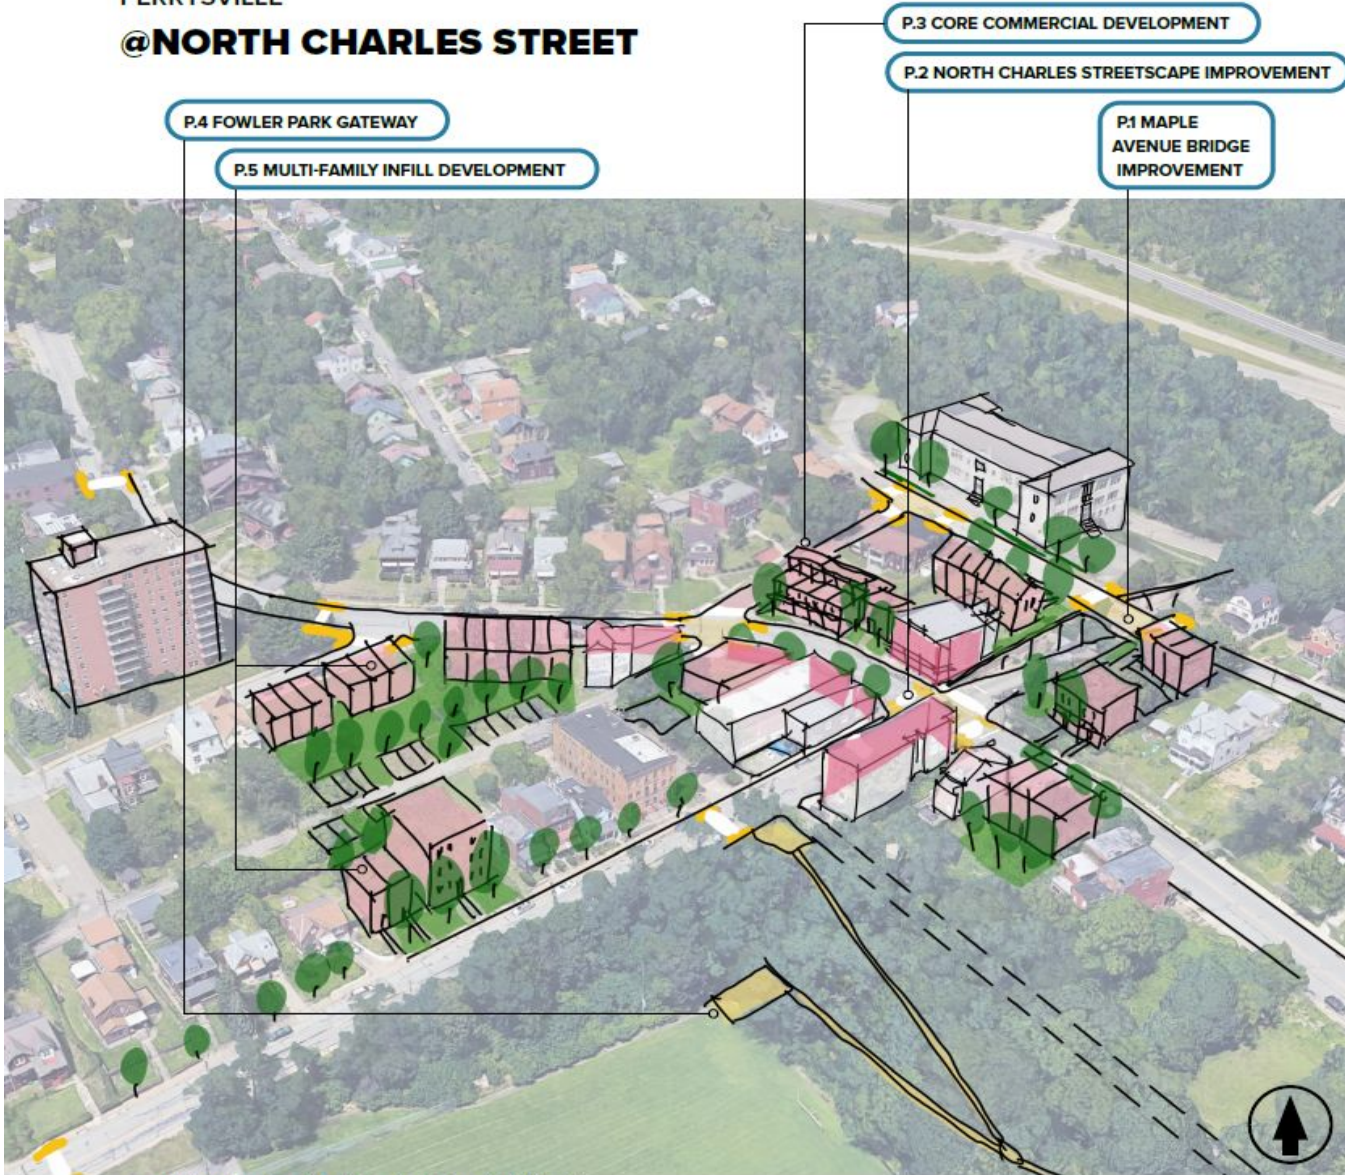 PERRYSVILLE
@NORTH CHARLES STREET
P.3 CORE COMMERCIAL DEVELOPMENT
P.2 NORTH CHARLES STREETSCAPE IMPROVEMENT
P.4 FOWLER PARK GATEWAY
P.1 MAPLE
AVENUE BRIDGE
IMPROVEMENT
P.5 MULTI-FAMILY INFILL DEVELOPMENT